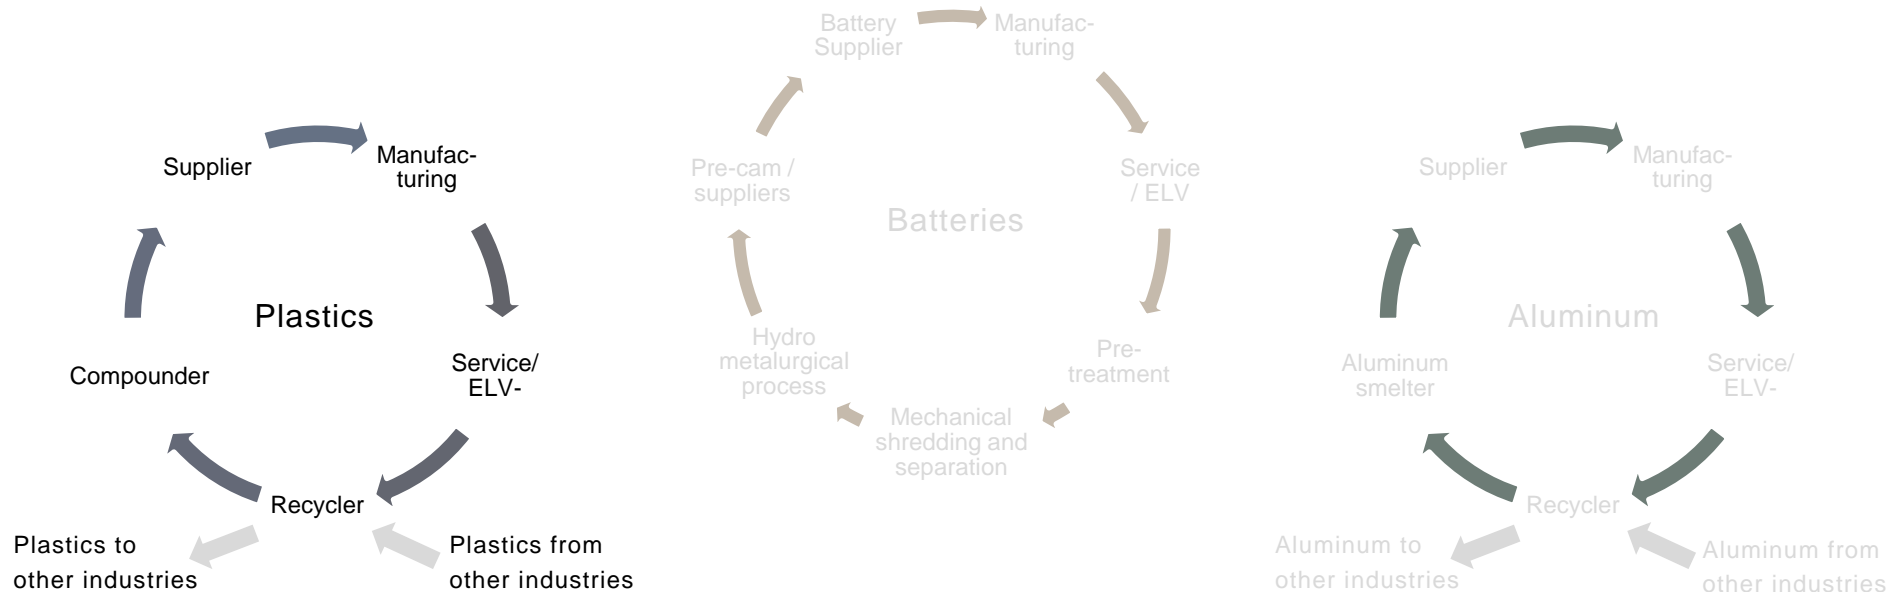 Supplier
Manufac-
turing
Plastics
Service/
ELV-
Compounder
Recycler
Plastics to
other industries
Plastics from
other industries
Battery
Supplier
Manufac-
turing
Pre-cam /
suppliers
Service
/ ELV
Batteries
Hydro
metalurgical
process
Pre-
treatment
Mechanical
shredding and
separation
Supplier
Manufac-
turing
Aluminum
Aluminum
smelter
Service/
ELV-
Recycler
Aluminum to
other industries
Aluminum from
other industries